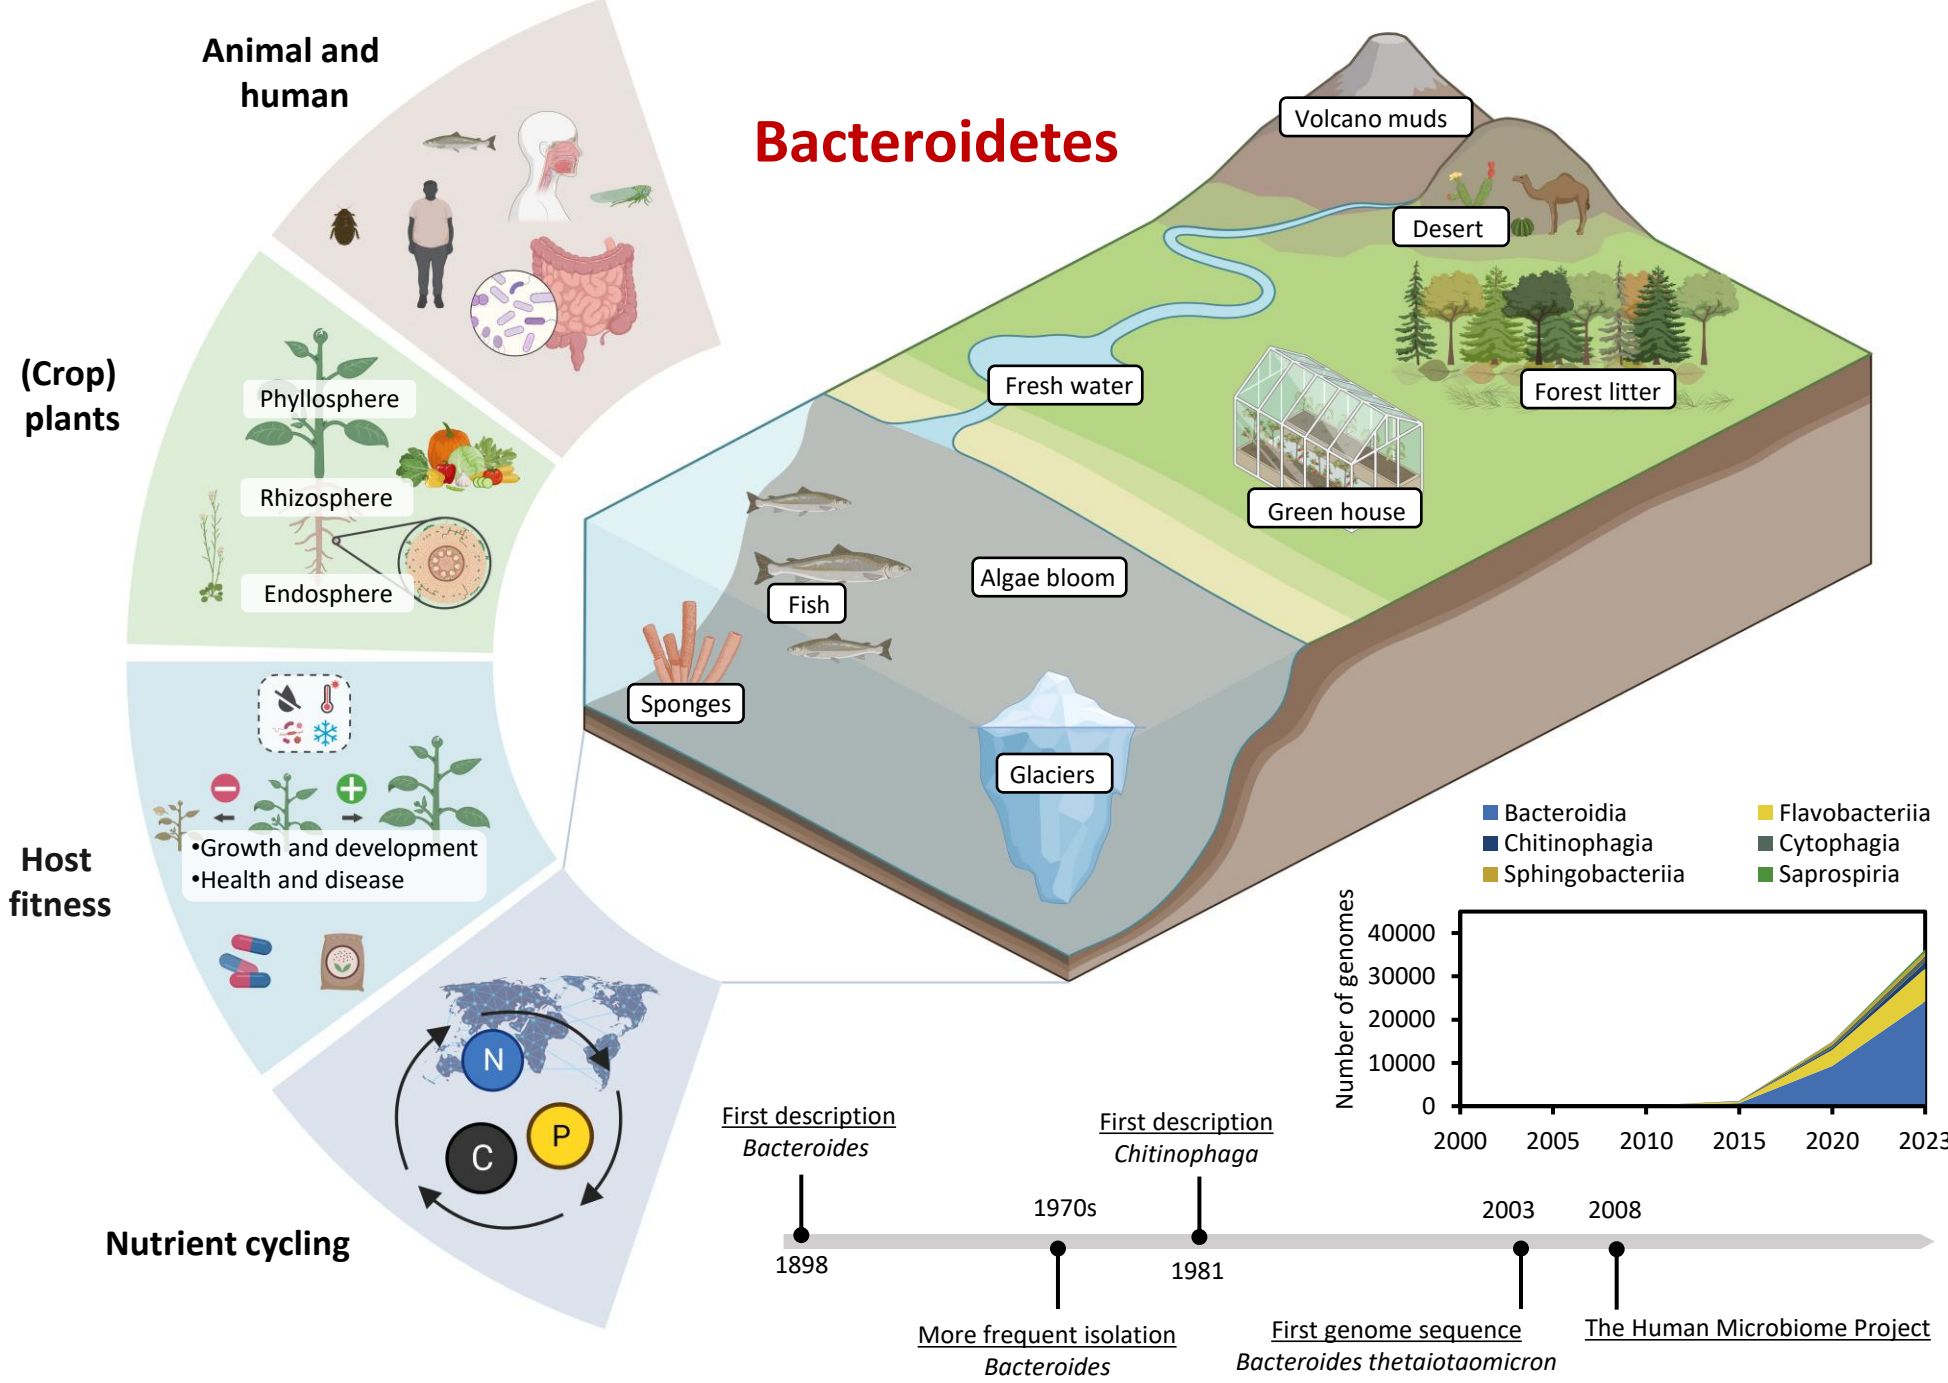 Animal and
human
Bacteroidetes
Volcano muds
Desert
(Crop)
plants
Phyllosphere
Rhizosphere
Endosphere
Fresh water
Forest litter
Green house
Algae bloom
Fish
Sponges
Glaciers
Host
fitness
•Growth and development
•Health and disease
Nutrient cycling
N
P
C
Bacteroidia
Flavobacteriia
Chitinophagia
Cytophagia
Sphingobacteriia
Saprospiria
Number of genomes
40000
30000
20000
10000
0
2000 2005 2010 2015 2020 2023
First description
Bacteroides
1898
1970s
More frequent isolation
Bacteroides
First description
Chitinophaga
1981
2003
First genome sequence
Bacteroides thetaiotaomicron
2008
The Human Microbiome Project